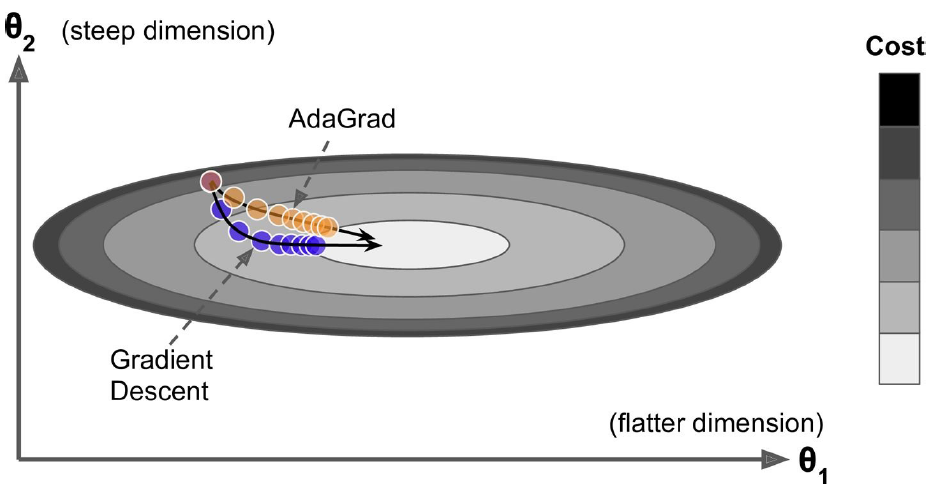 θ2 (steep dimension)
Cost
AdaGrad
Gradient
Descent
(flatter dimension)
θ1